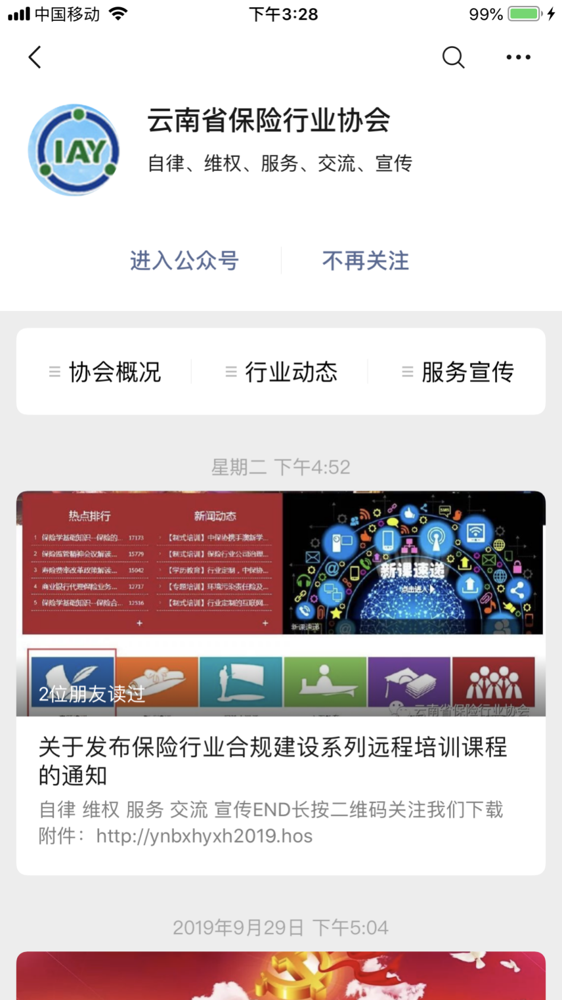 中国移动
下午3:28
99%
IAY
云南省保险行业协会
自律、维权、服务、交流、宣传
进入公众号
不再关注
协会概况
行业动态
服务宣传
星期二 下午4:52
热点排行
新闻动态
1 保险学基础知识--保险的... 17173
【制式培训】中保协携手澳新学...
2 保险监管精神会议解读... 15779
【制式培训】保险行业公司治理...
3 寿险费率改革政策解读... 15042
【学历教育】行业定制，中保协...
4 商业银行代理保险业务... 12717
【专题培训】环境污染责任险及...
5 保险学基础知识--保险合... 12516
【制式培训】行业定制的互联网...
+
+
SMS
新课速递
点击进入
新课速递
2位朋友读过
云南省保险行业协会
关于发布保险行业合规建设系列远程培训课程
的通知
自律 维权 服务 交流 宣传END长按二维码关注我们下载
附件：http://ynbxhyxh2019.hos
2019年9月29日 下午5:04